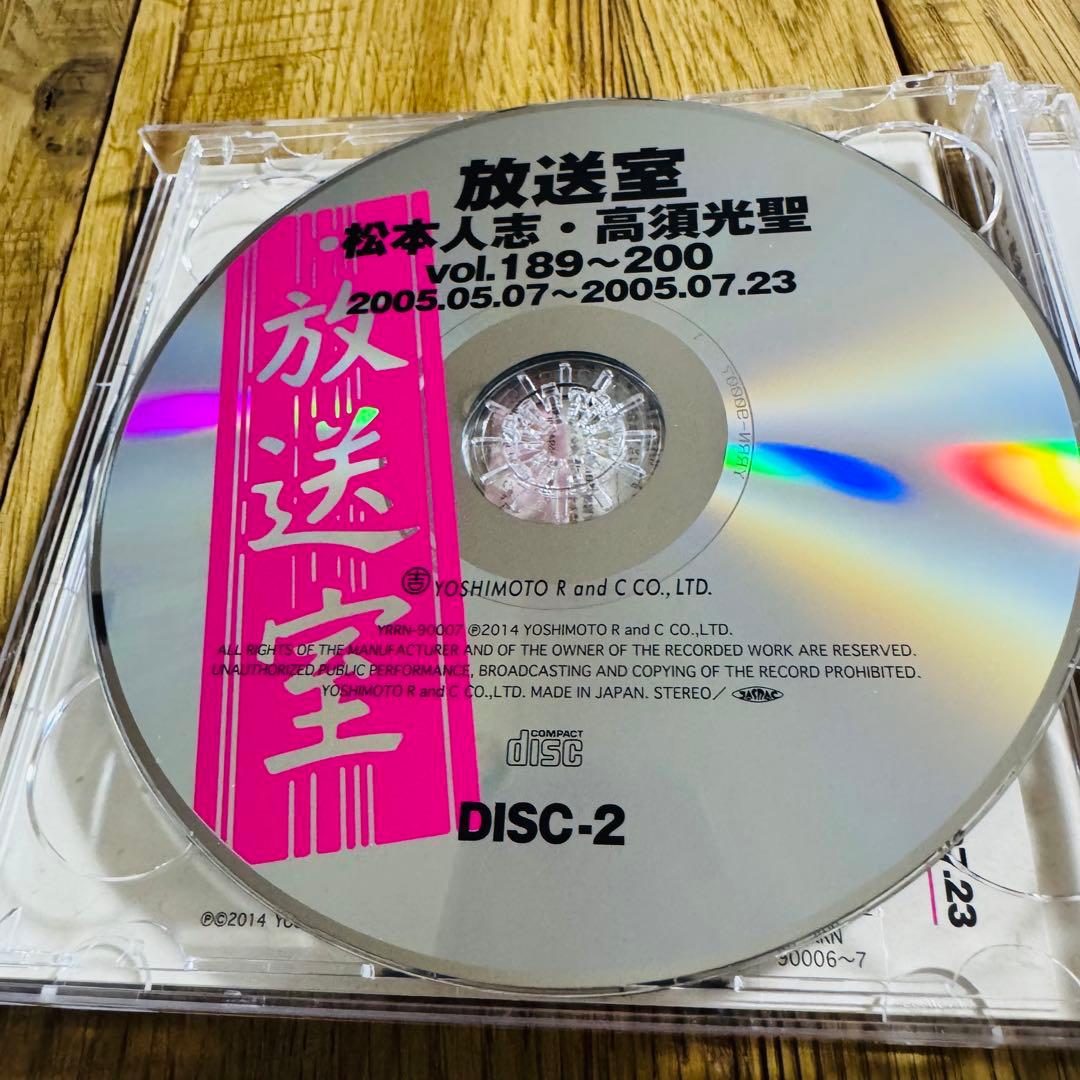 放送室
松本人志・高須光聖
vol.189～200
2005.05.07～2005.07.23
放送室
YOSHIMOTO R and C CO., LTD.
YRRN-90007 ℗2014 YOSHIMOTO R and C CO.,LTD.
ALL RIGHTS OF THE MANUFACTURER AND OF THE OWNER OF THE RECORDED WORK ARE RESERVED.
UNAUTHORIZED PUBLIC PERFORMANCE, BROADCASTING AND COPYING OF THE RECORD PROHIBITED.
YOSHIMOTO R and C CO.,LTD. MADE IN JAPAN. STEREO／ JASRAC
COMPACT
disc
DISC-2
℗©2014
90006～7
7.23